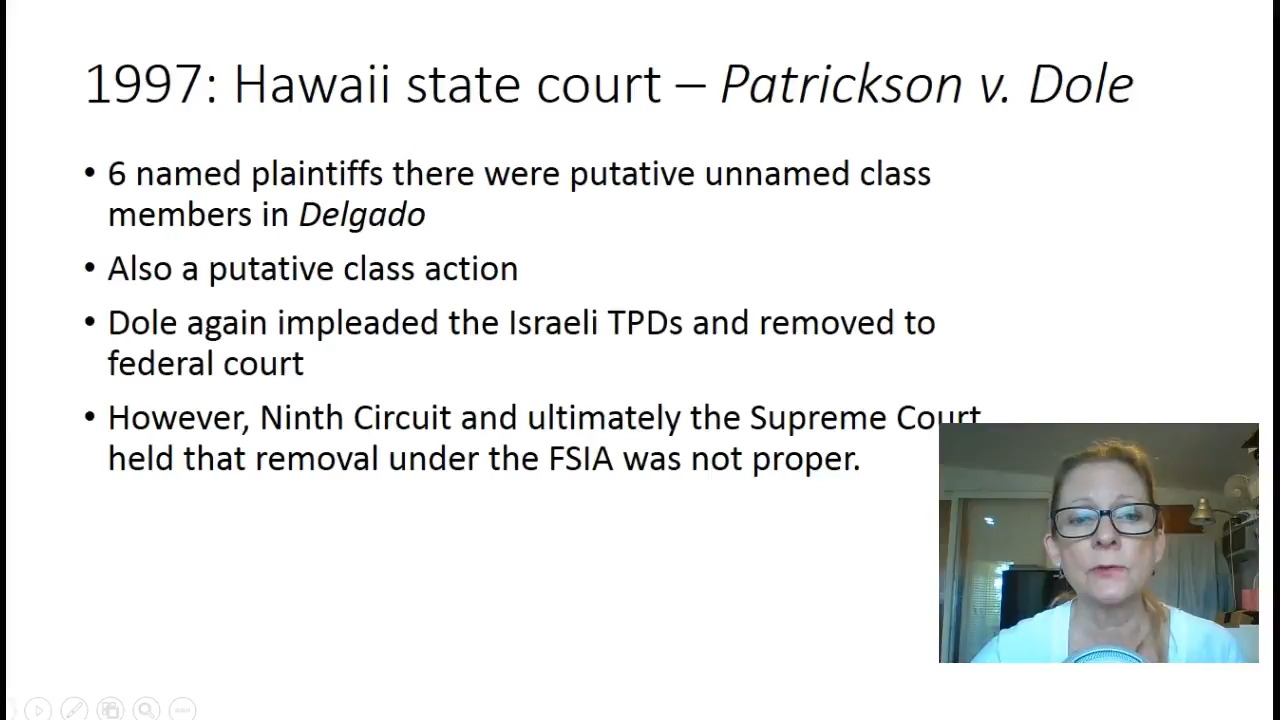 1997: Hawaii state court – Patrickson v. Dole
• 6 named plaintiffs there were putative unnamed class
members in Delgado
• Also a putative class action
• Dole again impleaded the Israeli TPDs and removed to
federal court
• However, Ninth Circuit and ultimately the Supreme Court
held that removal under the FSIA was not proper.